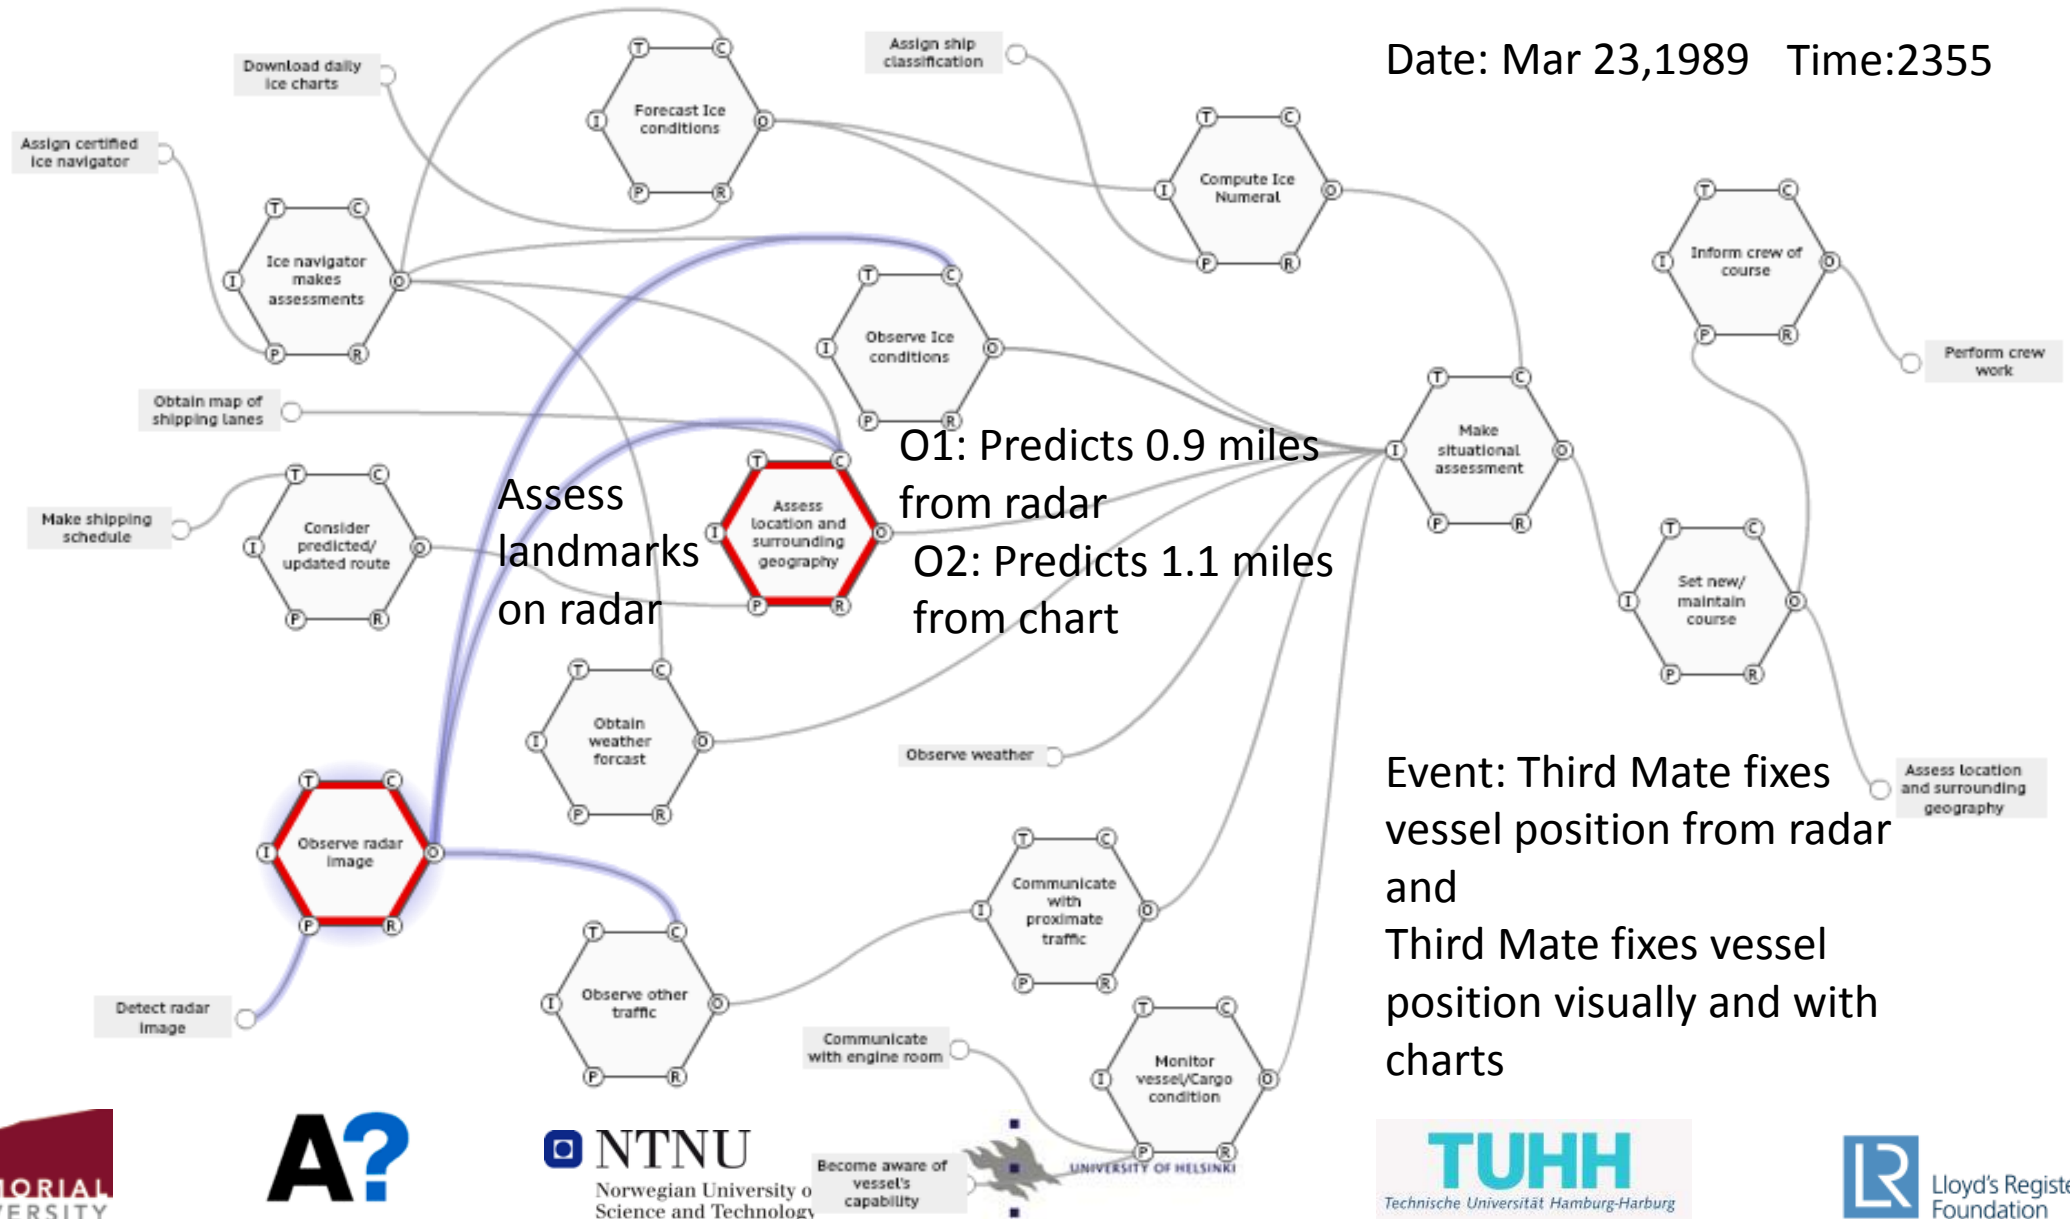 Date: Mar 23,1989 Time:2355
Assign ship
classification
Download daily
ice charts
T C
Forecast Ice
conditions
I O
P R
Assign certified
ice navigator
T C
Compute Ice
Numeral
I O
P R
T C
Inform crew of
course
I O
P R
T C
Ice navigator
makes
assessments
I O
P R
T C
Observe Ice
conditions
I O
P R
Perform crew
work
Obtain map of
shipping lanes
T C
Make
situational
assessment
I O
P R
O1: Predicts 0.9 miles
from radar
O2: Predicts 1.1 miles
from chart
T C
Assess
location and
surrounding
geography
I O
P R
Assess
landmarks
on radar
T C
Consider
predicted/
updated route
I O
P R
Make shipping
schedule
T C
Set new/
maintain
course
I O
P R
T C
Obtain
weather
forcast
I O
P R
Observe weather
Event: Third Mate fixes
vessel position from radar
and
Third Mate fixes vessel
position visually and with
charts
Assess location
and surrounding
geography
T C
Observe radar
image
I O
P R
T C
Communicate
with
proximate
traffic
I O
P R
T C
Observe other
traffic
I O
P R
Detect radar
image
Communicate
with engine room
T C
Monitor
vessel/Cargo
condition
I O
P R
Become aware of
vessel's
capability
A?
NTNU
Norwegian University o
Science and Technology
UNIVERSITY OF HELSINKI
TUHH
Technische Universität Hamburg-Harburg
LR
Lloyd's Registe
Foundation
ORIAL
VERSITY